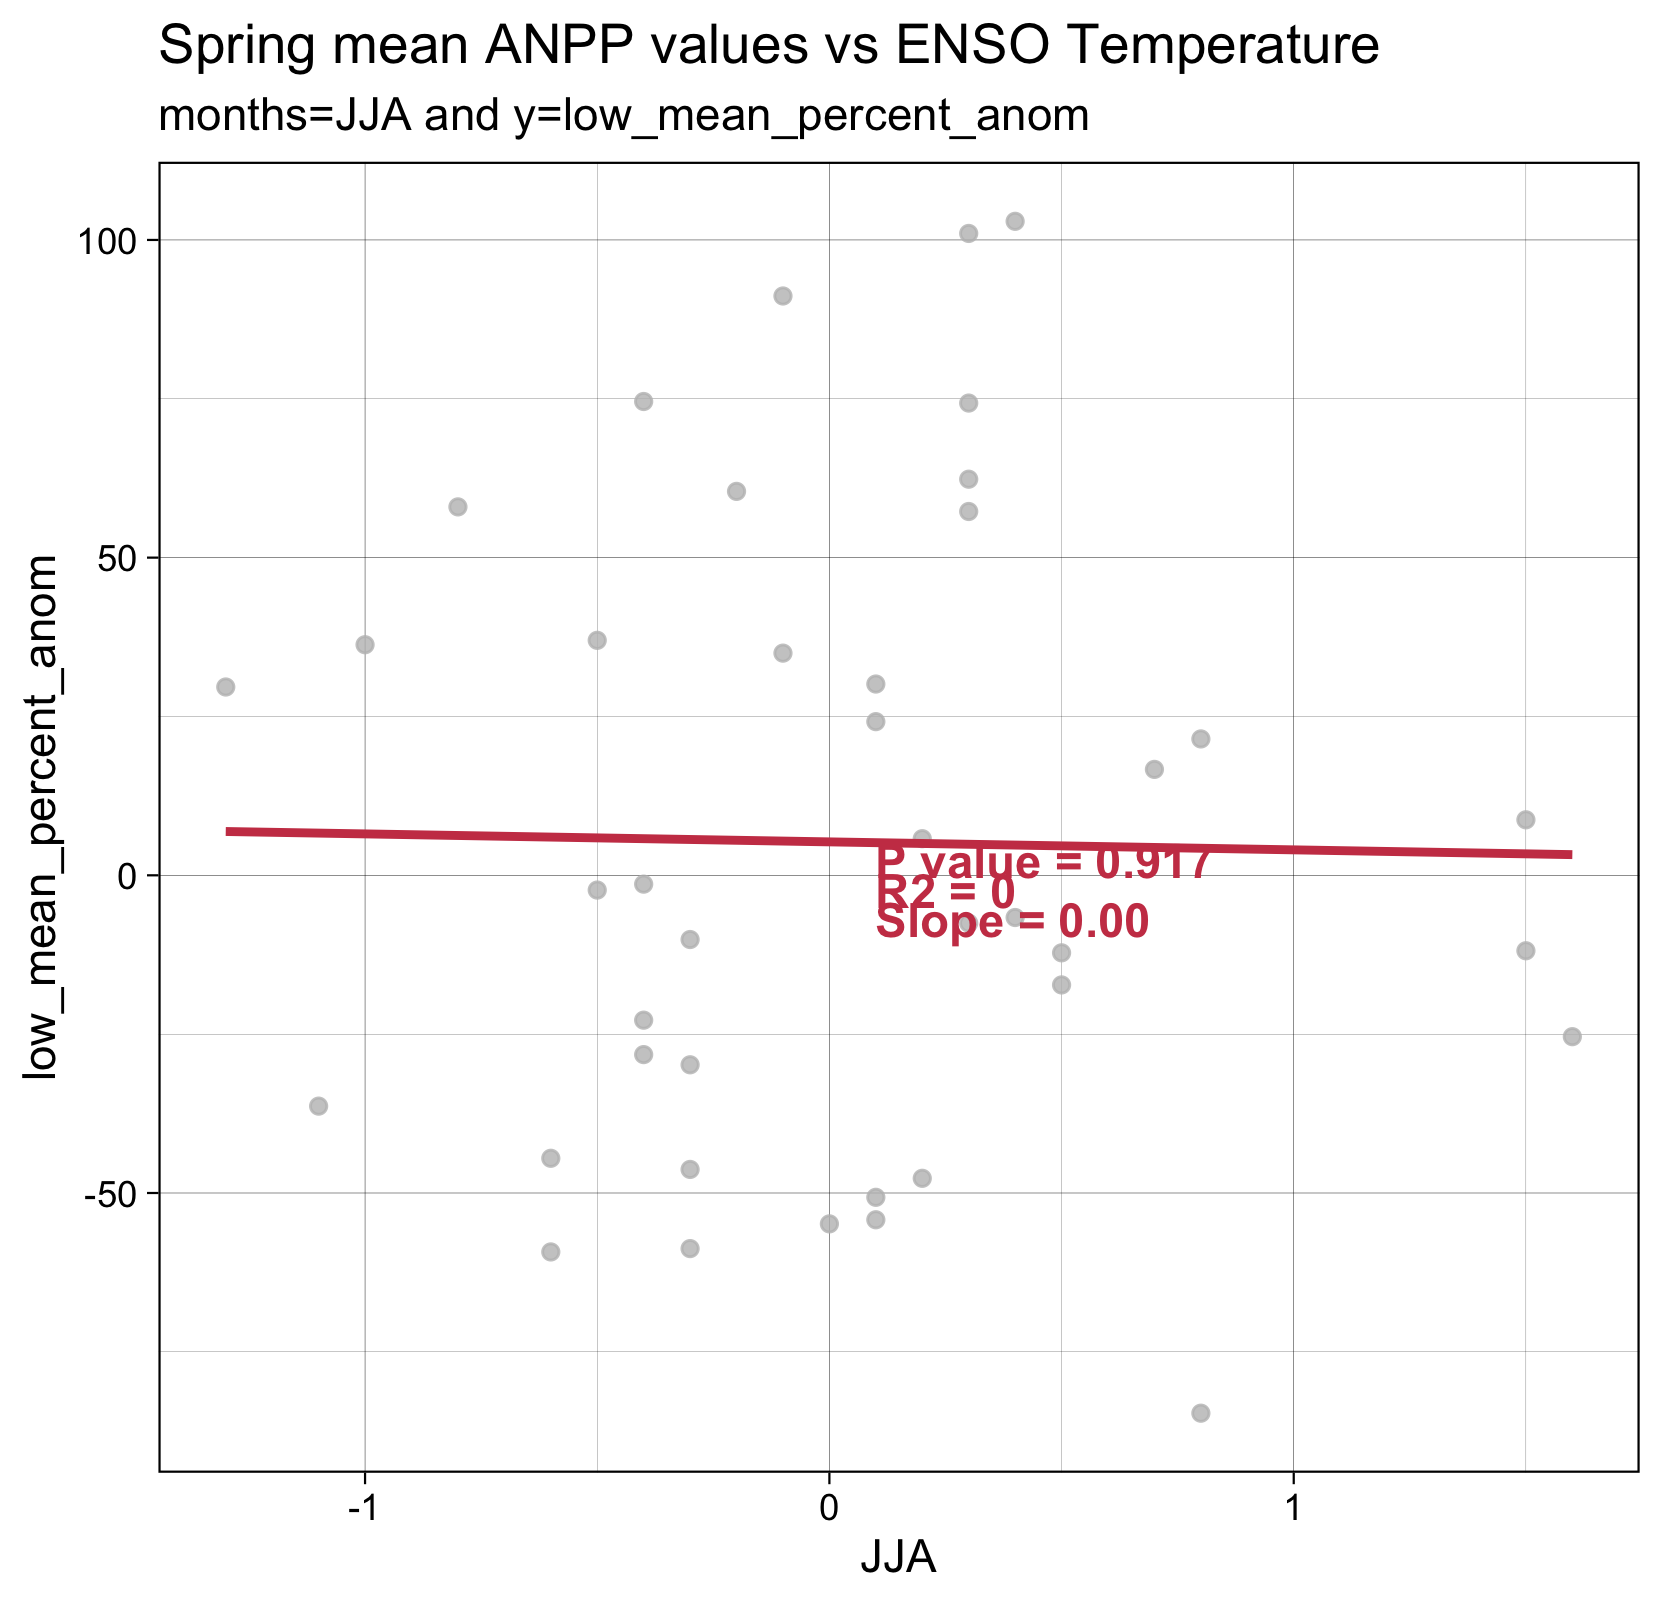 Spring mean ANPP values vs ENSO Temperature
months=JJA and y=low_mean_percent_anom
low_mean_percent_anom
100
50
0
-50
P value = 0.917
R2 = 0
Slope = 0.00
-1
0
1
JJA